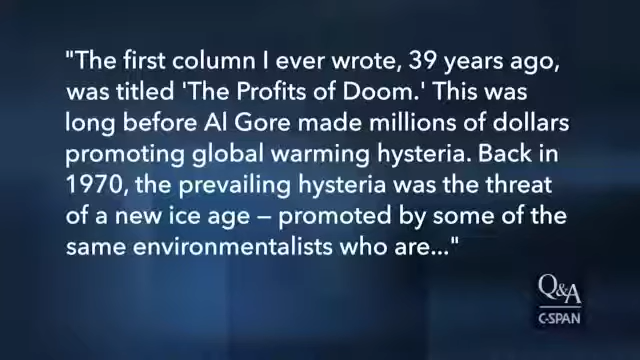 "The first column I ever wrote, 39 years ago,
was titled 'The Profits of Doom.' This was
long before Al Gore made millions of dollars
promoting global warming hysteria. Back in
1970, the prevailing hysteria was the threat
of a new ice age – promoted by some of the
same environmentalists who are..."
Q&A
C-SPAN